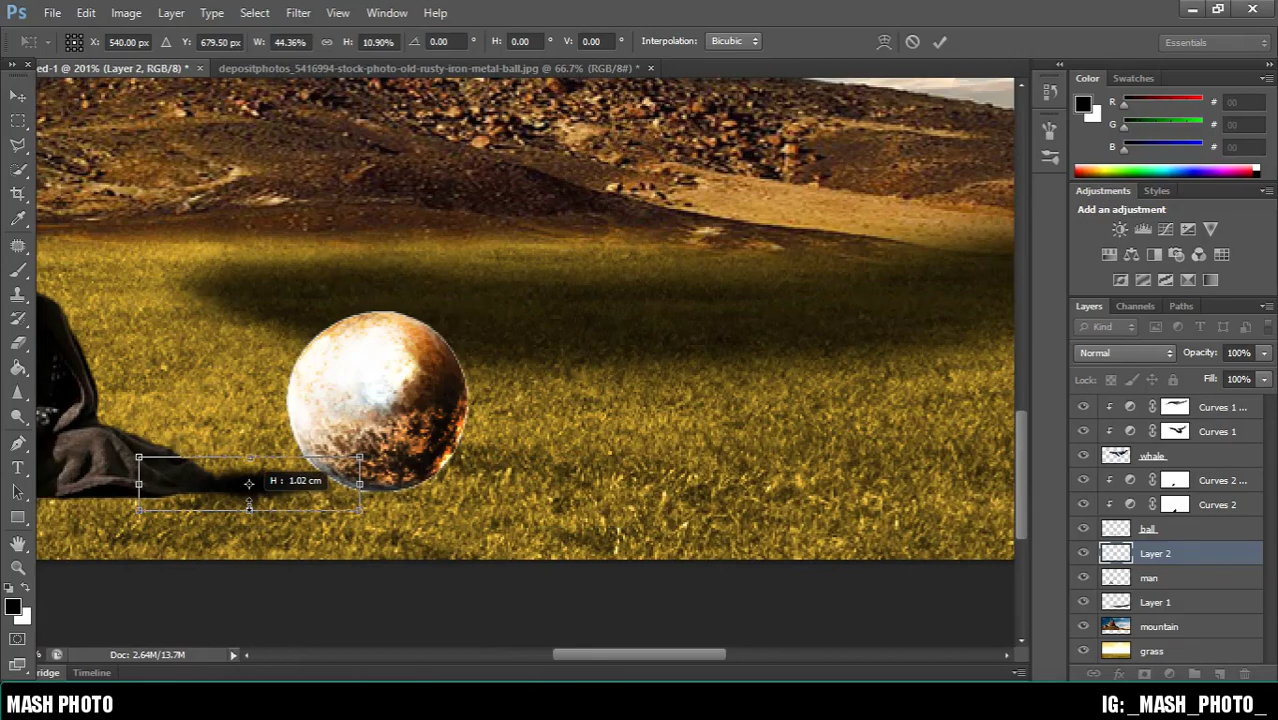 Ps File Edit Image Layer Type Select Filter View Window Help
X: 540.00 px Y: 679.50 px W: 44.36% H: 10.90% 0.00 ° H: 0.00 ° V: 0.00 ° Interpolation: Bicubic Essentials
ed-1 @ 201% (Layer 2, RGB/8) * × depositphotos_5416994-stock-photo-old-rusty-iron-metal-ball.jpg @ 66.7% (RGB/8#) * ×
Color Swatches
R # 00
G # 00
B # 00
Adjustments Styles
Add an adjustment
Layers Channels Paths
Kind
Normal Opacity: 100%
Lock: Fill: 100%
Curves 1 ...
Curves 1
whale
Curves 2 ...
Curves 2
ball
Layer 2
man
Layer 1
mountain
grass
H : 1.02 cm
% Doc: 2.64M/13.7M
ridge Timeline
MASH PHOTO IG: _MASH_PHOTO_